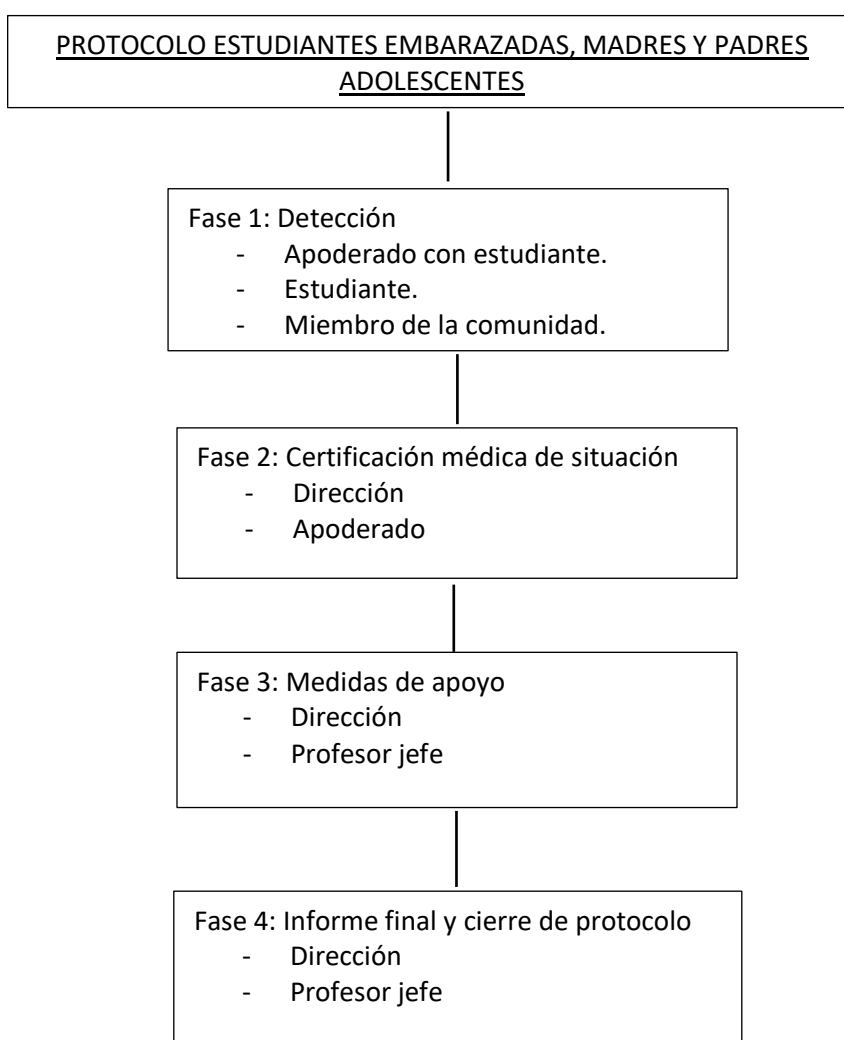 PROTOCOLO ESTUDIANTES EMBARAZADAS, MADRES Y PADRES
ADOLESCENTES
Fase 1: Detección
- Apoderado con estudiante.
- Estudiante.
- Miembro de la comunidad.
Fase 2: Certificación médica de situación
- Dirección
- Apoderado
Fase 3: Medidas de apoyo
- Dirección
- Profesor jefe
Fase 4: Informe final y cierre de protocolo
- Dirección
- Profesor jefe